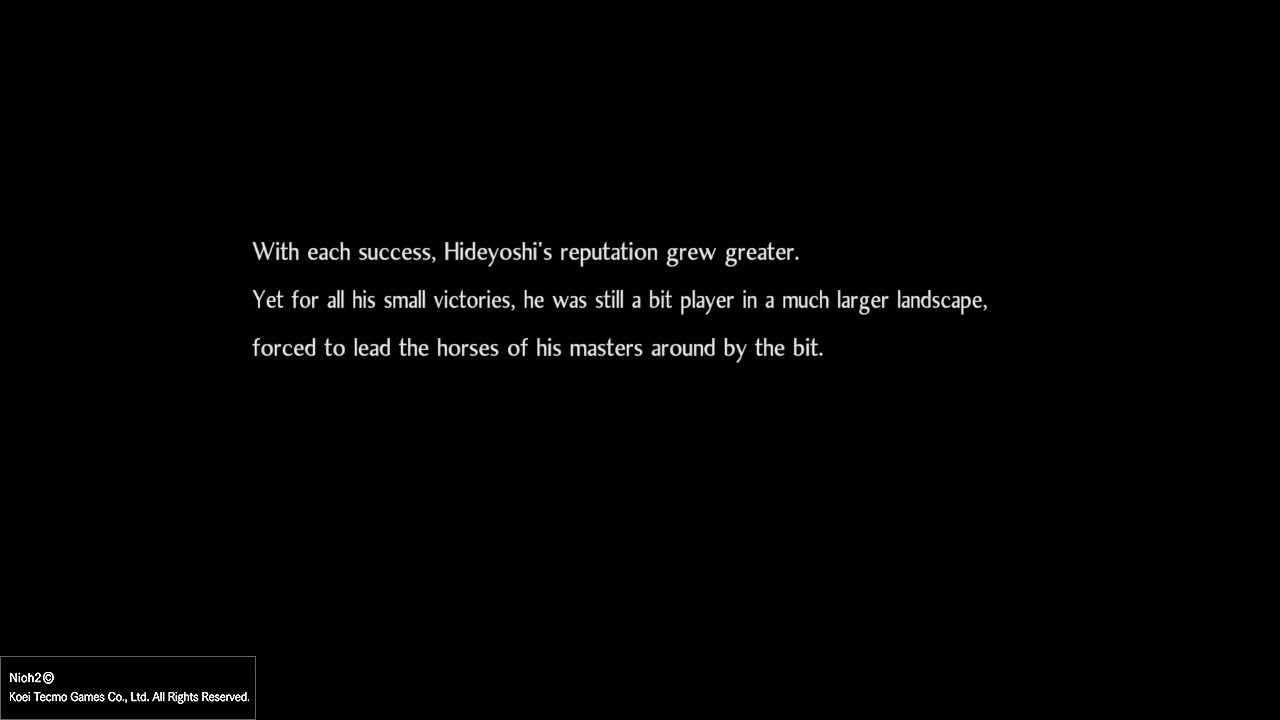 With each success, Hideyoshi's reputation grew greater.
Yet for all his small victories, he was still a bit player in a much larger landscape,
forced to lead the horses of his masters around by the bit.
Nioh2©
Koei Tecmo Games Co., Ltd. All Rights Reserved.